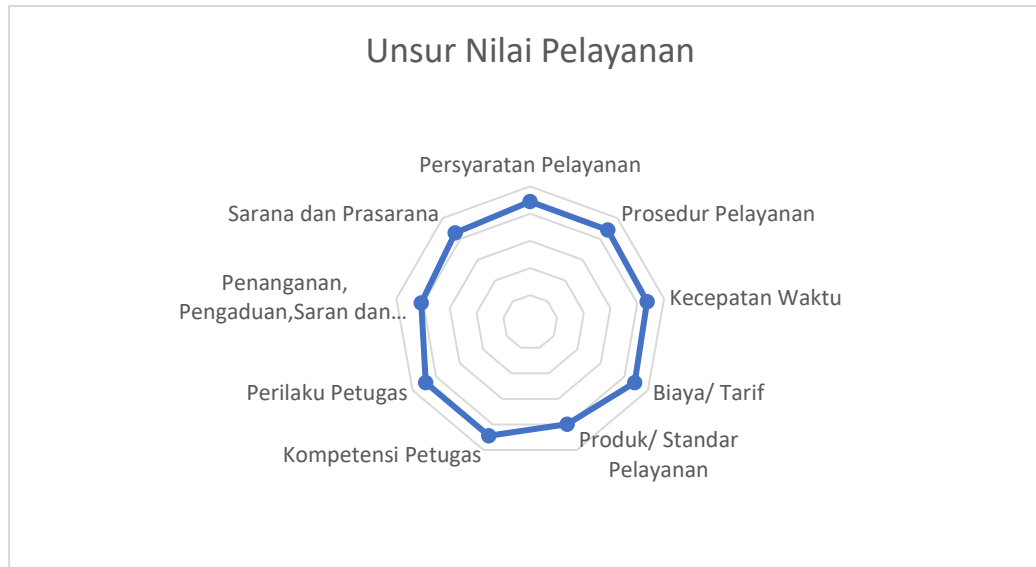 Unsur Nilai Pelayanan
Persyaratan Pelayanan
Prosedur Pelayanan
Kecepatan Waktu
Biaya/ Tarif
Produk/ Standar
Pelayanan
Kompetensi Petugas
Perilaku Petugas
Penanganan,
Pengaduan,Saran dan...
Sarana dan Prasarana